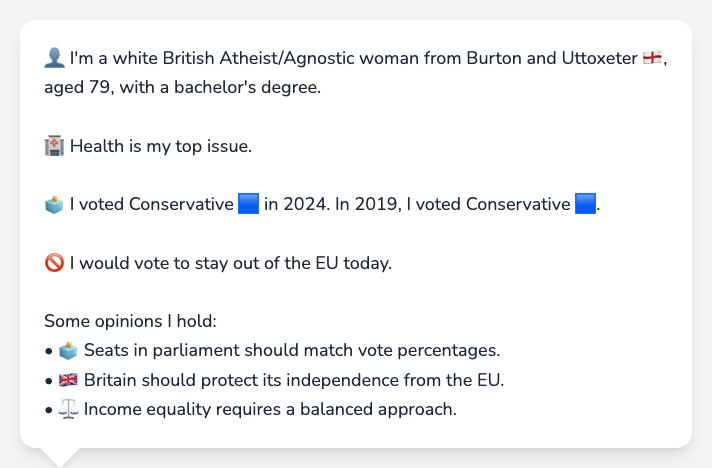 👤 I'm a white British Atheist/Agnostic woman from Burton and Uttoxeter 🏴󠁧󠁢󠁥󠁮󠁧󠁿,
aged 79, with a bachelor's degree.
🏥 Health is my top issue.
🗳️ I voted Conservative 🟦 in 2024. In 2019, I voted Conservative 🟦.
🚫 I would vote to stay out of the EU today.
Some opinions I hold:
• 🗳️ Seats in parliament should match vote percentages.
• 🇬🇧 Britain should protect its independence from the EU.
• ⚖️ Income equality requires a balanced approach.